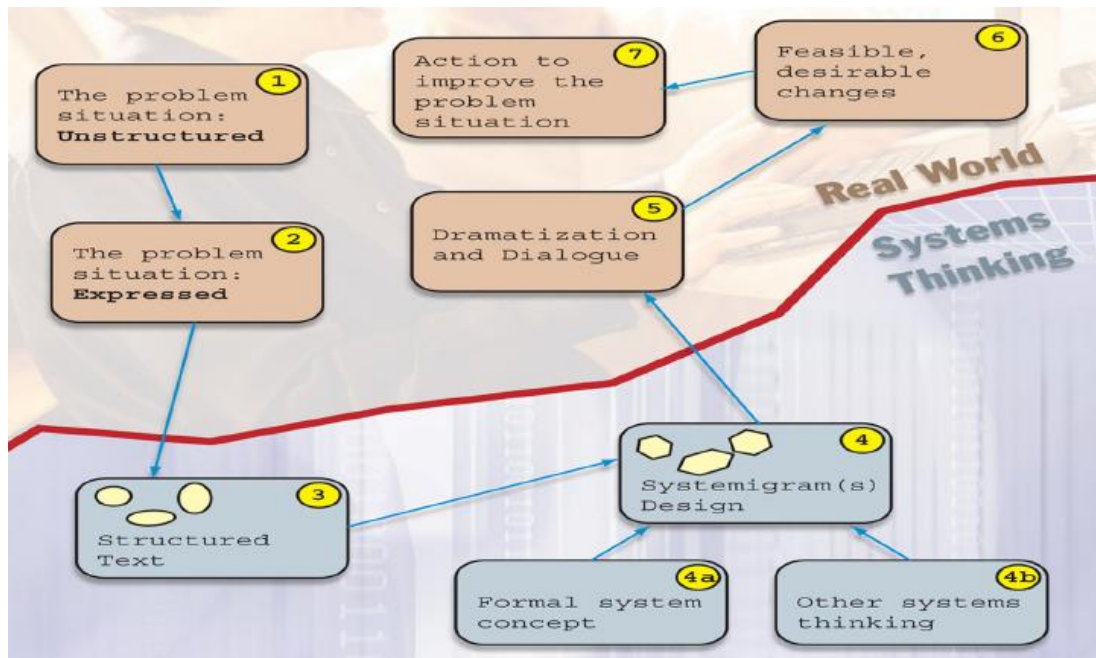 1
The problem
situation:
Unstructured
2
The problem
situation:
Expressed
3
Structured
Text
4
Systemigram(s)
Design
4a
Formal system
concept
4b
Other systems
thinking
5
Dramatization
and Dialogue
6
Feasible,
desirable
changes
7
Action to
improve the
problem
situation
Real World
Systems
Thinking